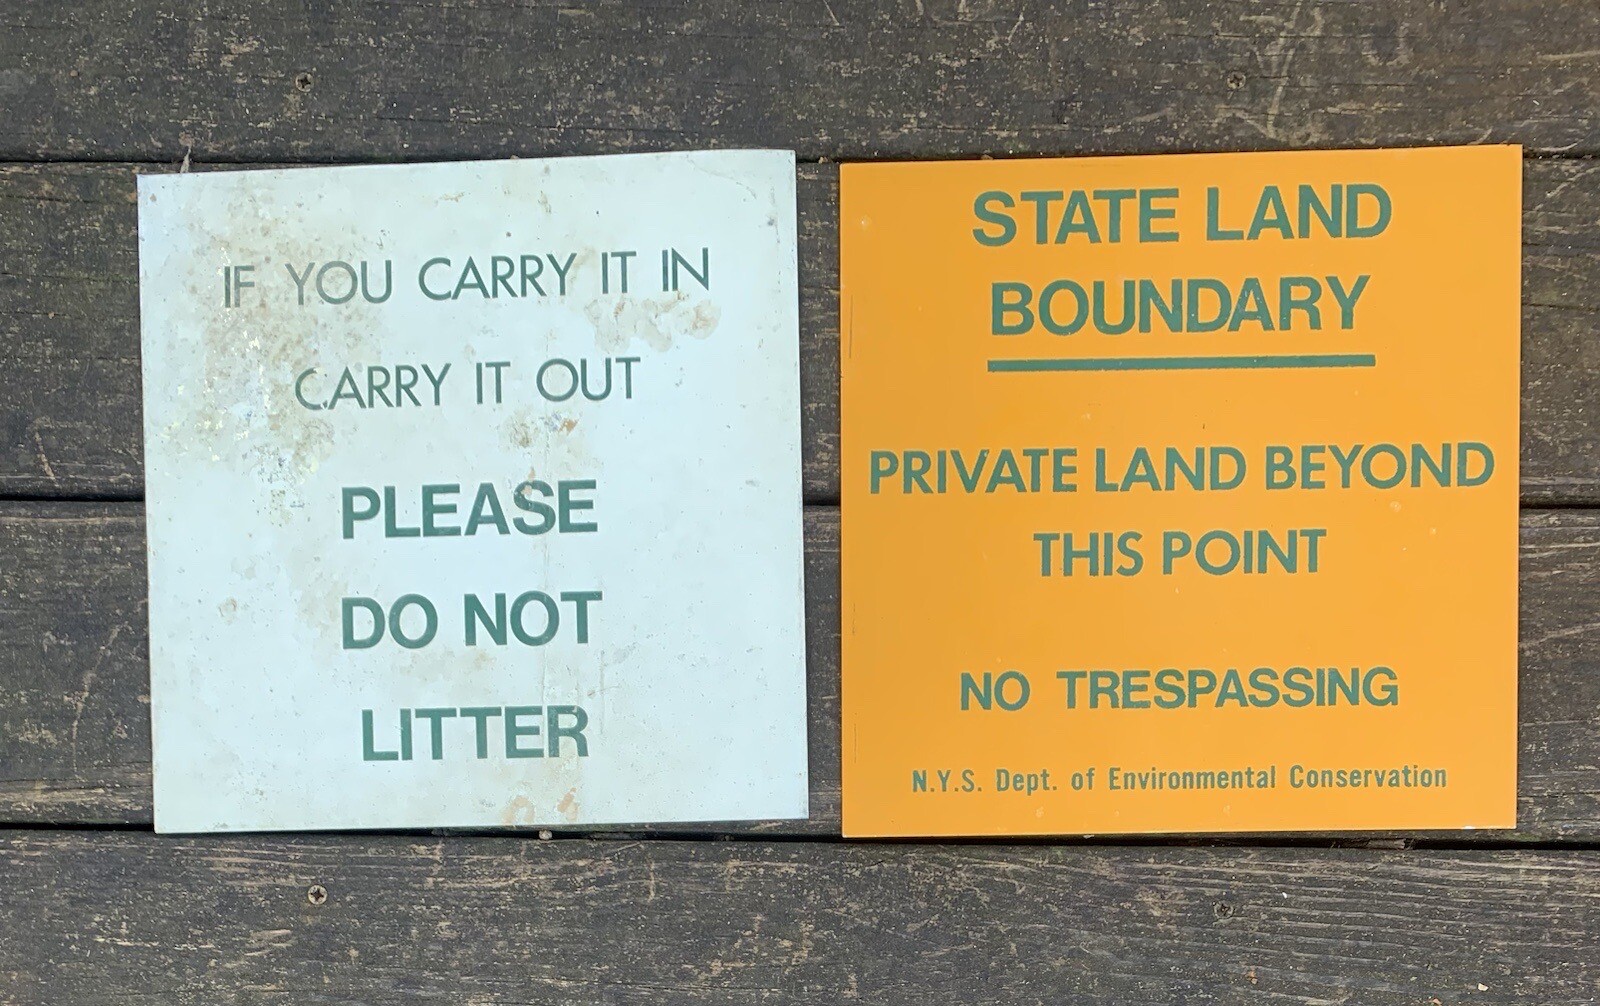 IF YOU CARRY IT IN
CARRY IT OUT
PLEASE
DO NOT
LITTER
STATE LAND
BOUNDARY
PRIVATE LAND BEYOND
THIS POINT
NO TRESPASSING
N.Y.S. Dept. of Environmental Conservation